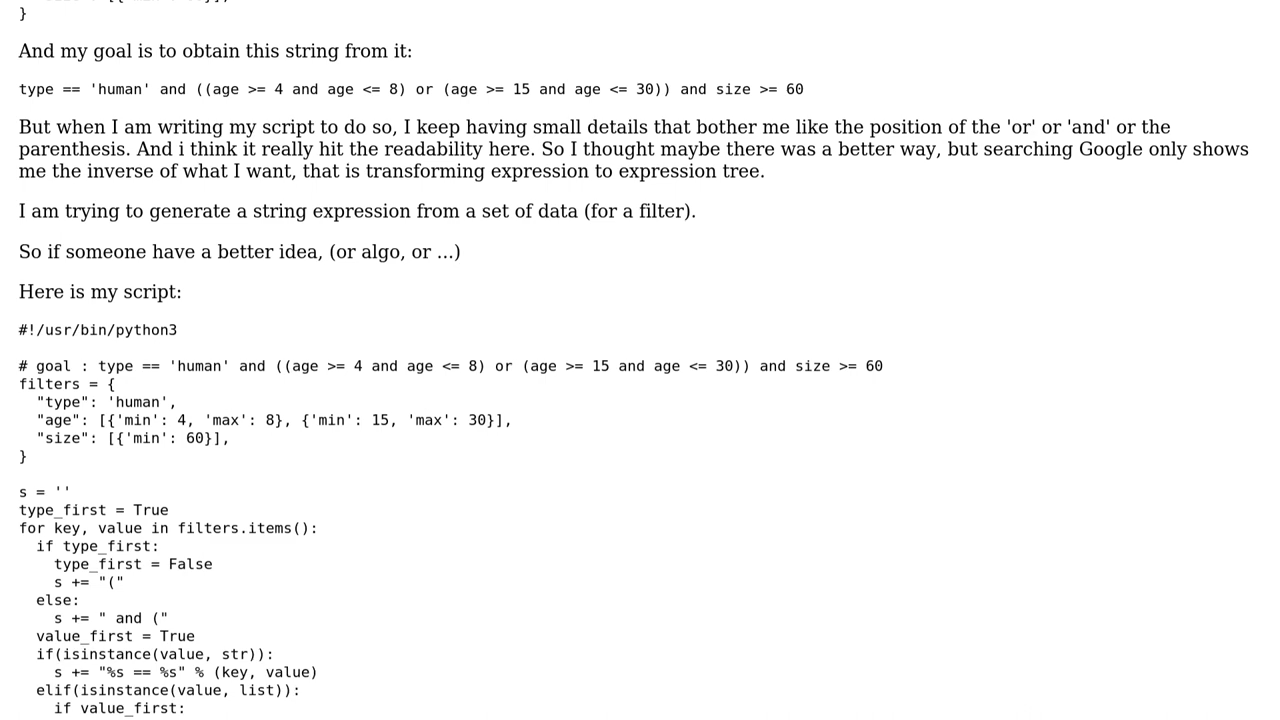 }
And my goal is to obtain this string from it:
type == 'human' and ((age >= 4 and age <= 8) or (age >= 15 and age <= 30)) and size >= 60
But when I am writing my script to do so, I keep having small details that bother me like the position of the 'or' or 'and' or the
parenthesis. And i think it really hit the readability here. So I thought maybe there was a better way, but searching Google only shows
me the inverse of what I want, that is transforming expression to expression tree.
I am trying to generate a string expression from a set of data (for a filter).
So if someone have a better idea, (or algo, or ...)
Here is my script:
#!/usr/bin/python3
# goal : type == 'human' and ((age >= 4 and age <= 8) or (age >= 15 and age <= 30)) and size >= 60
filters = {
  "type": 'human',
  "age": [{'min': 4, 'max': 8}, {'min': 15, 'max': 30}],
  "size": [{'min': 60}],
}
s = ''
type_first = True
for key, value in filters.items():
  if type_first:
    type_first = False
    s += "("
  else:
    s += " and ("
  value_first = True
  if(isinstance(value, str)):
    s += "%s == %s" % (key, value)
  elif(isinstance(value, list)):
    if value_first: